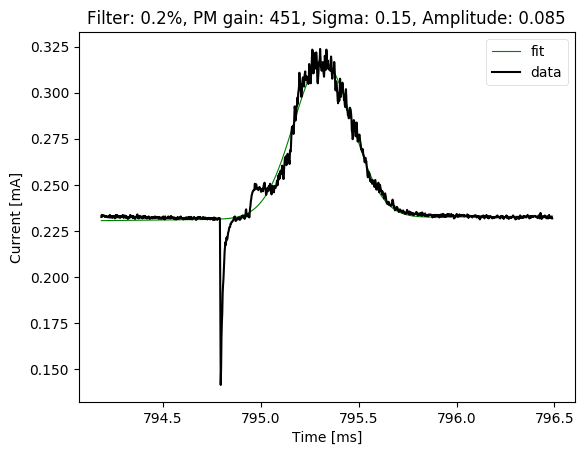 Filter: 0.2%, PM gain: 451, Sigma: 0.15, Amplitude: 0.085
fit
data
0.325
0.300
0.275
0.250
0.225
0.200
0.175
0.150
Current [mA]
794.5 795.0 795.5 796.0 796.5
Time [ms]